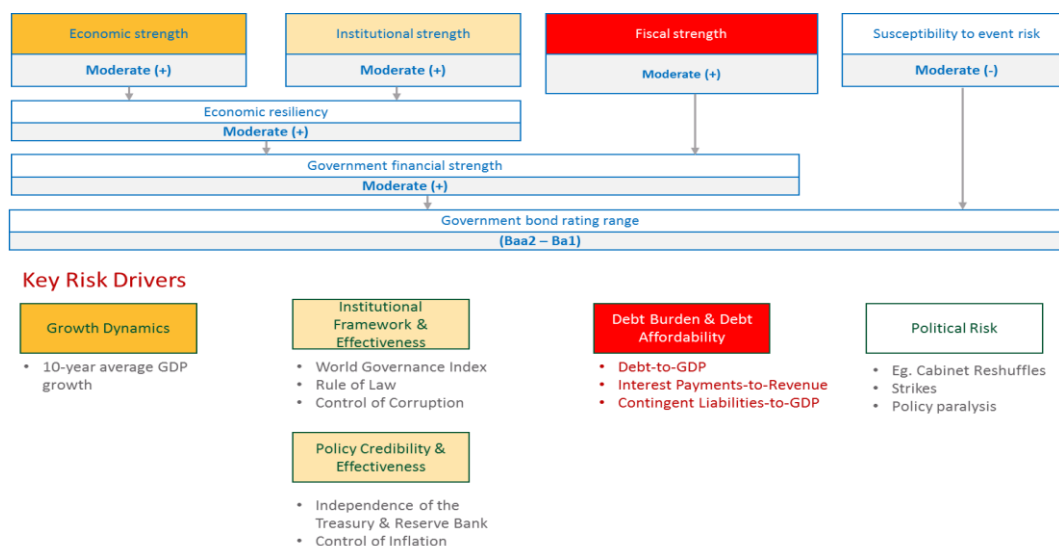 Economic strength
Moderate (+)
Institutional strength
Moderate (+)
Fiscal strength
Moderate (+)
Susceptibility to event risk
Moderate (-)
Economic resiliency
Moderate (+)
Government financial strength
Moderate (+)
Government bond rating range
(Baa2 – Ba1)
Key Risk Drivers
Growth Dynamics
• 10-year average GDP
growth
Institutional
Framework &
Effectiveness
• World Governance Index
• Rule of Law
• Control of Corruption
Policy Credibility &
Effectiveness
• Independence of the
Treasury & Reserve Bank
• Control of Inflation
Debt Burden & Debt
Affordability
• Debt-to-GDP
• Interest Payments-to-Revenue
• Contingent Liabilities-to-GDP
Political Risk
• Eg. Cabinet Reshuffles
• Strikes
• Policy paralysis